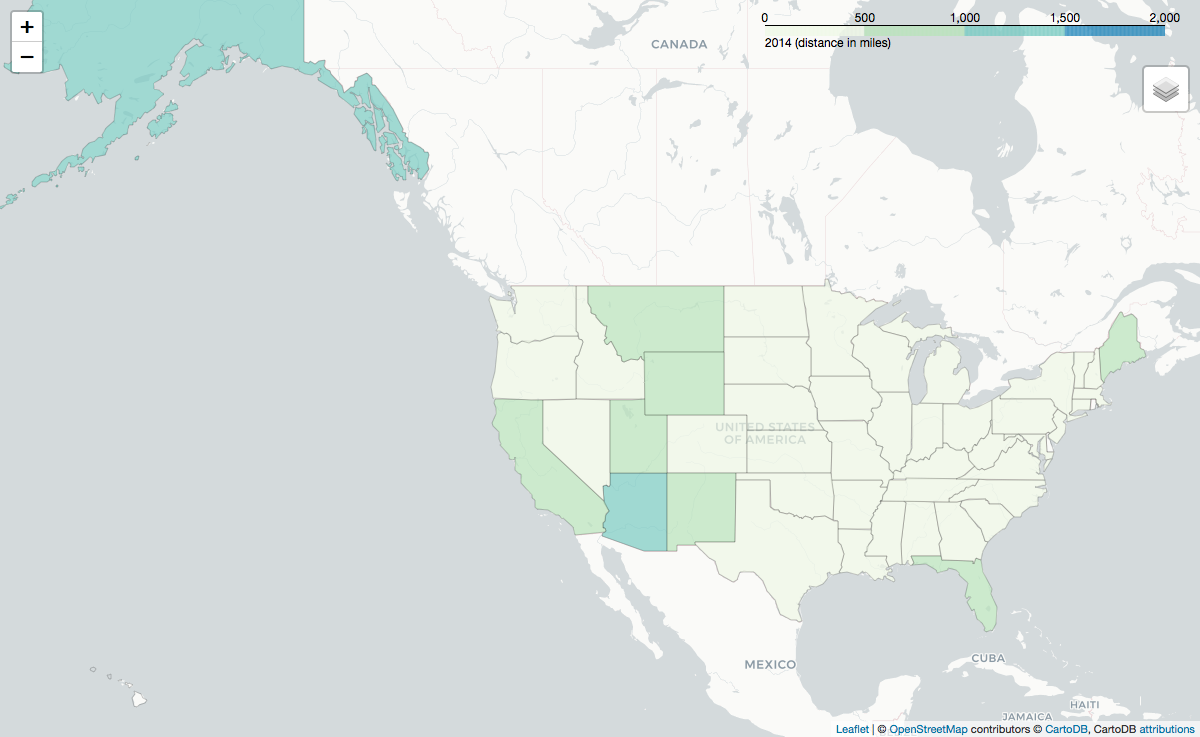 +
−
0 500 1,000 1,500 2,000
2014 (distance in miles)
CANADA
UNITED STATES
OF AMERICA
MEXICO
CUBA
HAITI
JAMAICA
Leaflet | © OpenStreetMap contributors © CartoDB, CartoDB attributions